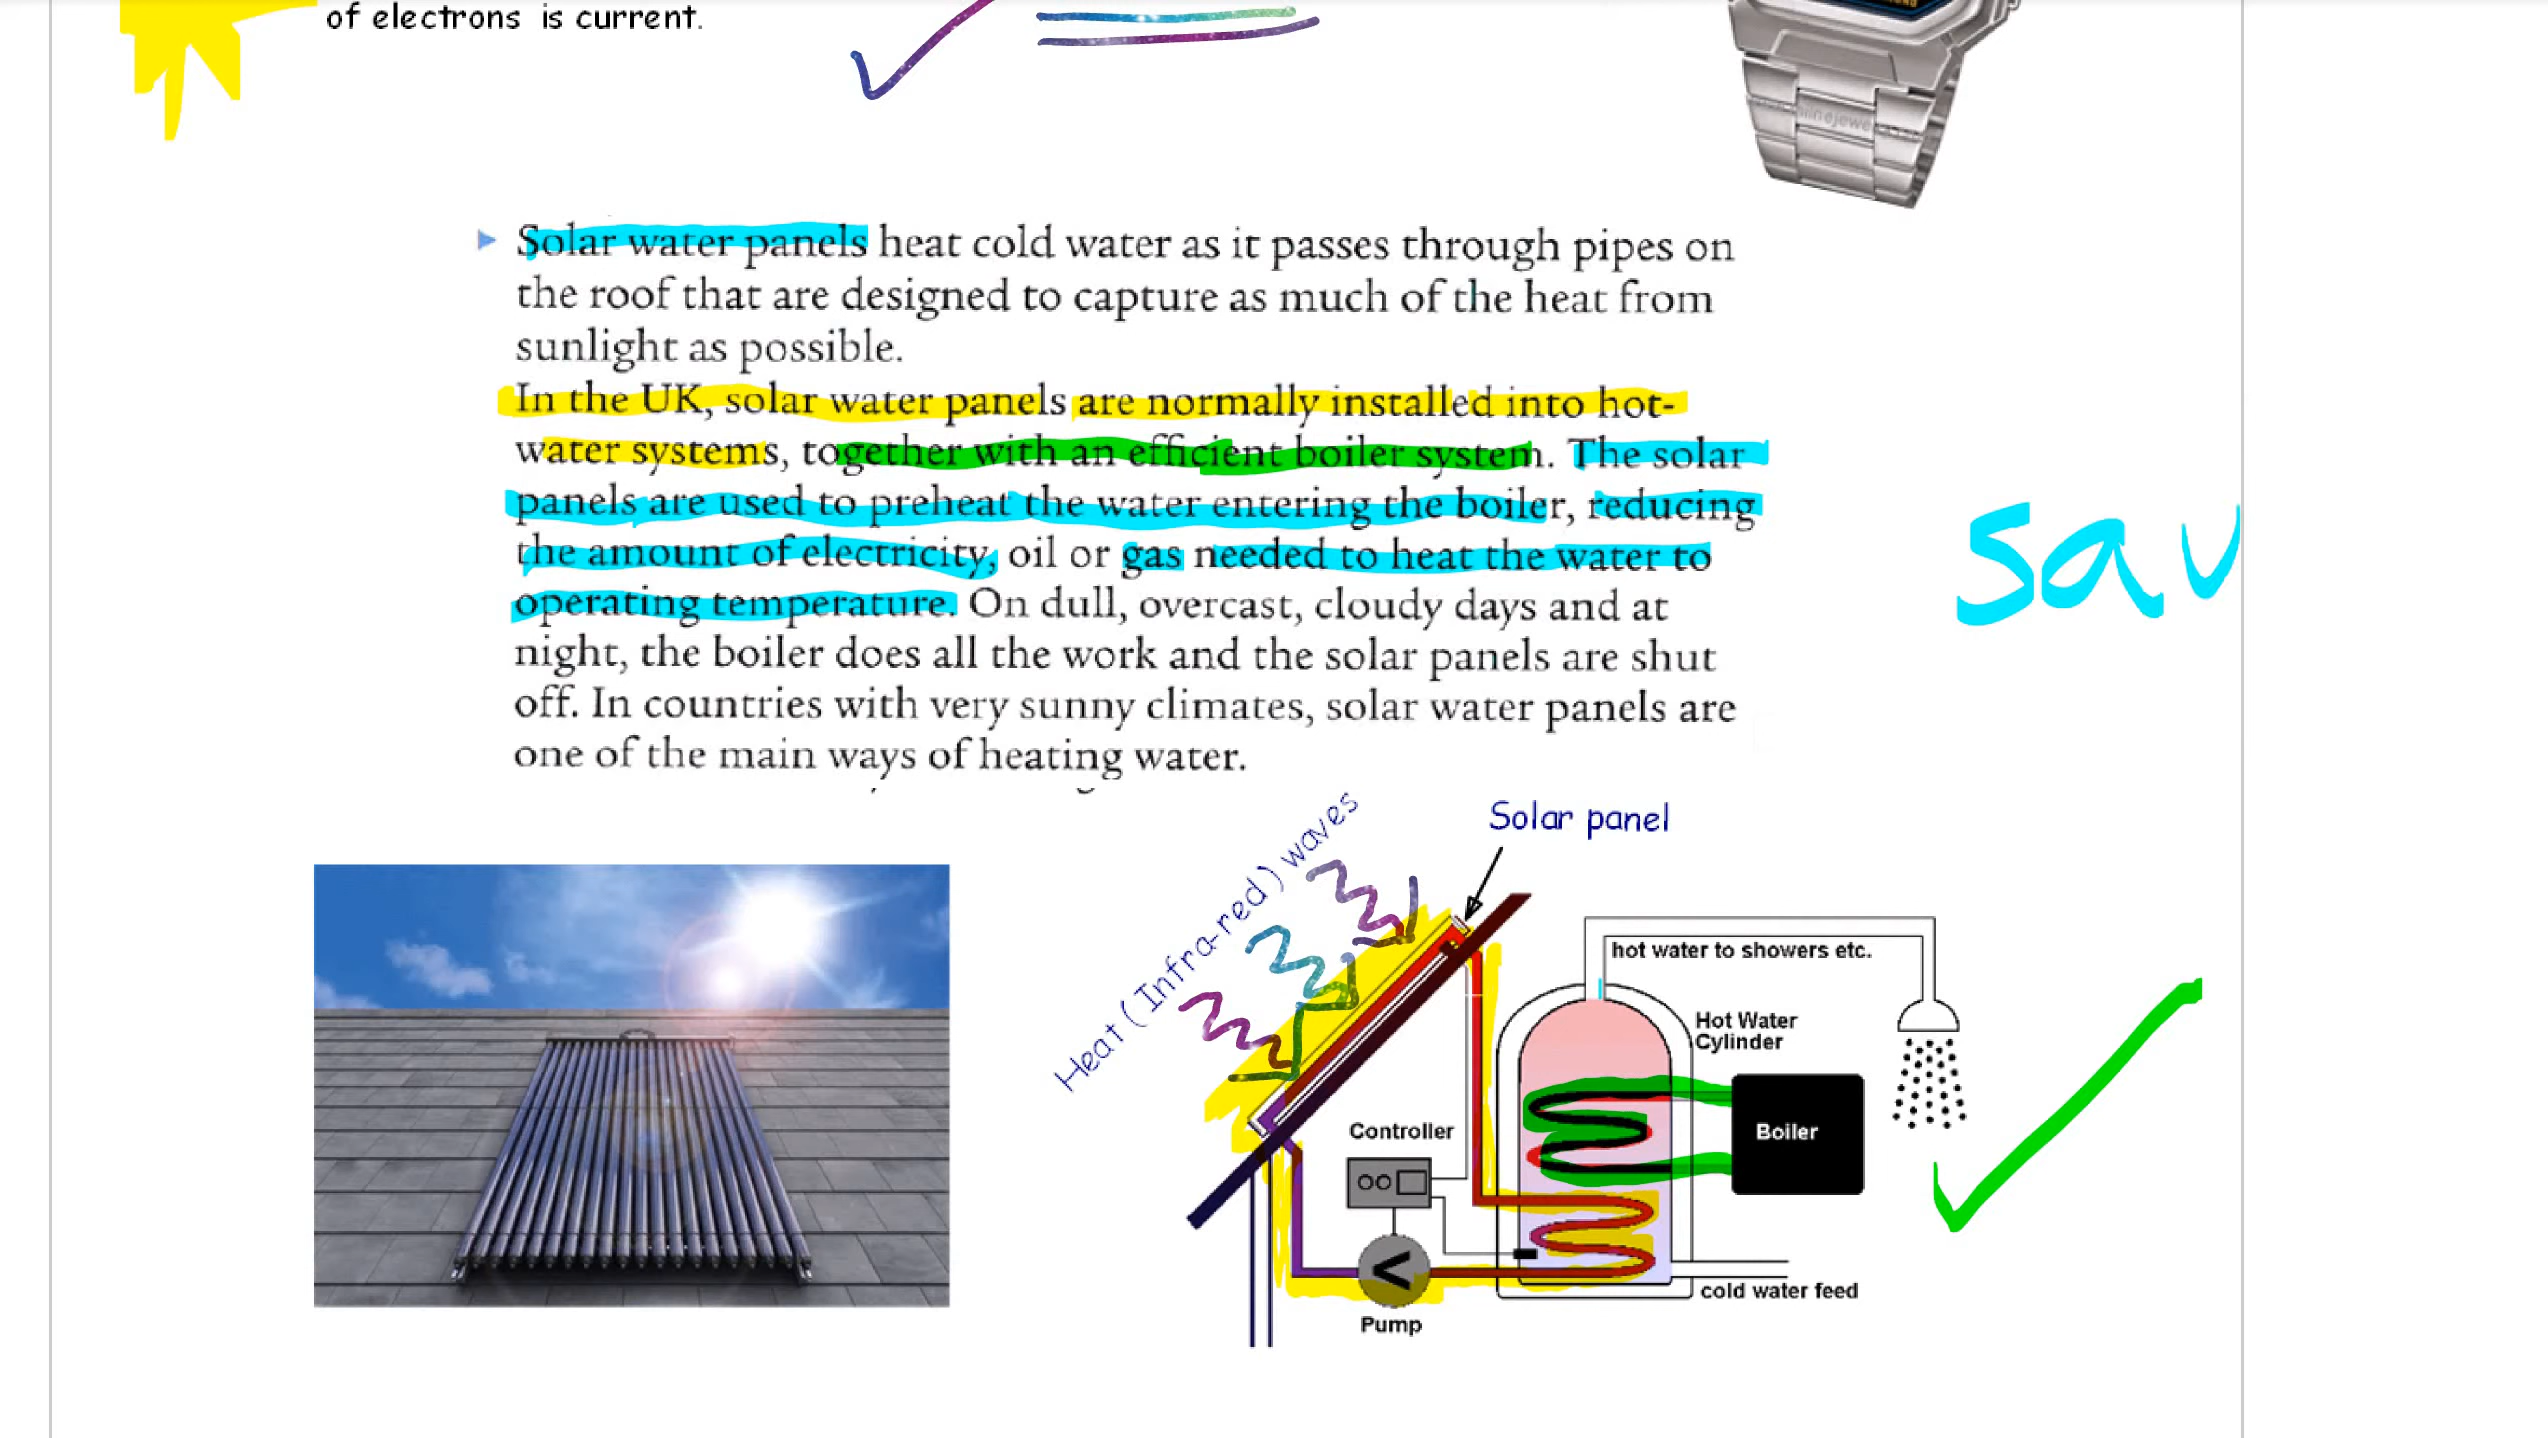 of electrons is current.
Solar water panels heat cold water as it passes through pipes on
the roof that are designed to capture as much of the heat from
sunlight as possible.
In the UK, solar water panels are normally installed into hot-
water systems, together with an efficient boiler system. The solar
panels are used to preheat the water entering the boiler, reducing
the amount of electricity, oil or gas needed to heat the water to
operating temperature. On dull, overcast, cloudy days and at
night, the boiler does all the work and the solar panels are shut
off. In countries with very sunny climates, solar water panels are
one of the main ways of heating water.
sav
Heat (Infra-red) waves
Solar panel
hot water to showers etc.
Hot Water
Cylinder
Controller
Boiler
cold water feed
Pump